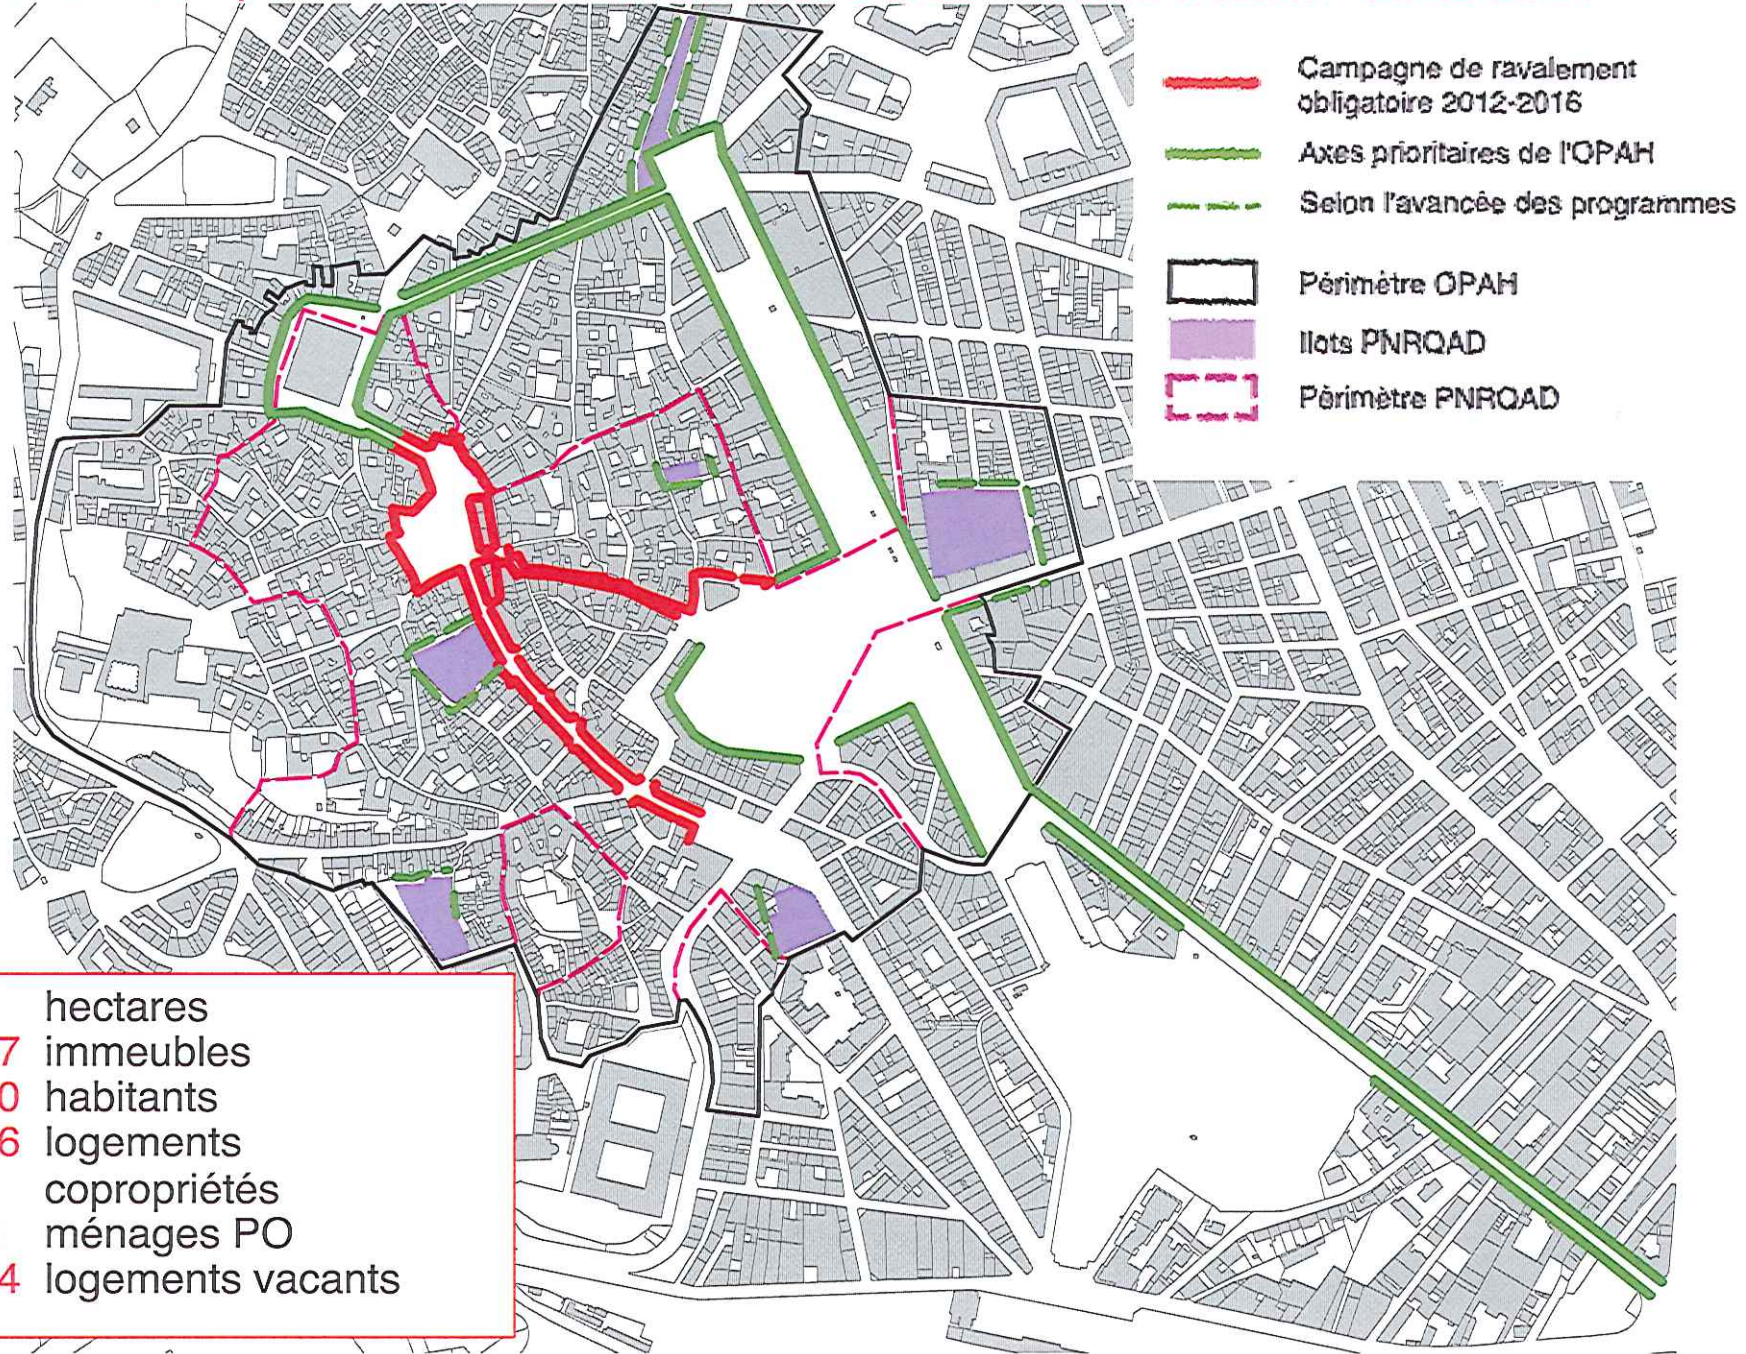 Campagne de ravalement
obligatoire 2012-2016
Axes prioritaires de l'OPAH
Selon l'avancée des programmes
Périmètre OPAH
Ilots PNRQAD
Périmètre PNRQAD
hectares
7 immeubles
0 habitants
6 logements
copropriétés
ménages PO
4 logements vacants